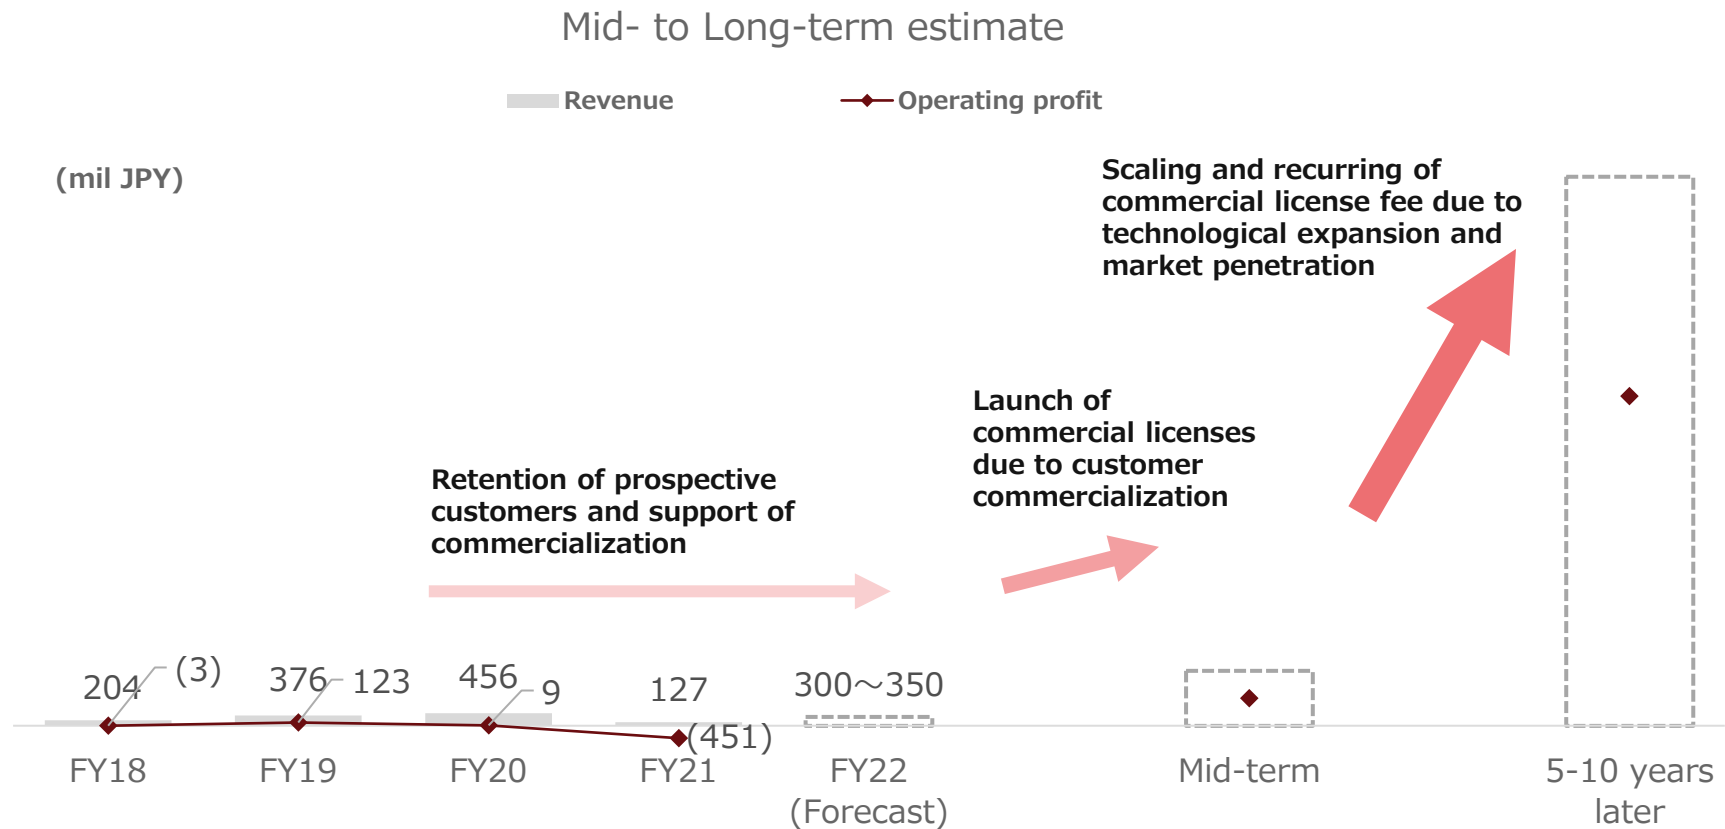 Mid- to Long-term estimate
Revenue
Operating profit
(mil JPY)
Scaling and recurring of
commercial license fee due to
technological expansion and
market penetration
Launch of
commercial licenses
due to customer
commercialization
Retention of prospective
customers and support of
commercialization
204
(3)
376
123
456
9
127
(451)
300～350
FY18
FY19
FY20
FY21
FY22
(Forecast)
Mid-term
5-10 years
later